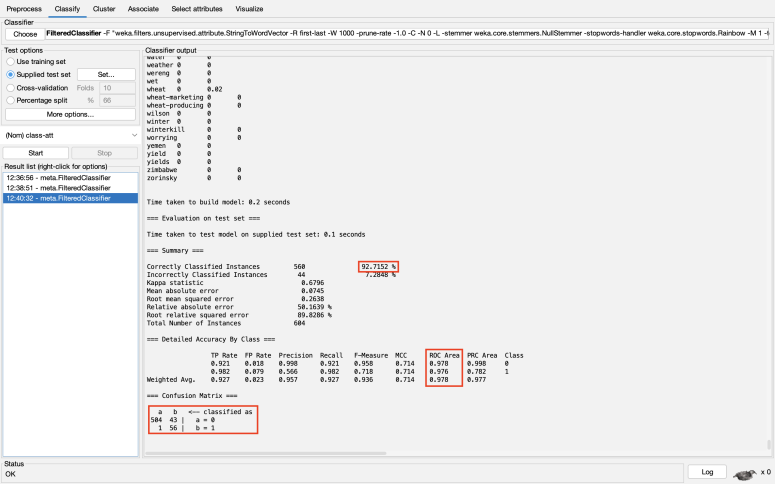 Preprocess Classify Cluster Associate Select attributes Visualize
Classifier
Choose FilteredClassifier -F "weka.filters.unsupervised.attribute.StringToWordVector -R first-last -W 1000 -prune-rate -1.0 -C -N 0 -L -stemmer weka.core.stemmers.NullStemmer -stopwords-handler weka.core.stopwords.Rainbow -M 1
Test options
Use training set
Supplied test set Set...
Cross-validation Folds 10
Percentage split % 66
More options...
(Nom) class-att
Start Stop
Result list (right-click for options)
12:36:56 - meta.FilteredClassifier
12:38:51 - meta.FilteredClassifier
12:40:32 - meta.FilteredClassifier
Classifier output
water 0 0
weather 0 0
wereng 0 0
wet 0 0
wheat 0 0.02
wheat-marketing 0 0
wheat-producing 0 0
wilson 0 0
winter 0 0
winterkill 0 0
worrying 0 0
yemen 0 0
yield 0 0
yields 0 0
zimbabwe 0 0
zorinsky 0 0
Time taken to build model: 0.2 seconds
=== Evaluation on test set ===
Time taken to test model on supplied test set: 0.1 seconds
=== Summary ===
Correctly Classified Instances 560 92.7152 %
Incorrectly Classified Instances 44 7.2848 %
Kappa statistic 0.6796
Mean absolute error 0.0745
Root mean squared error 0.2638
Relative absolute error 50.1639 %
Root relative squared error 89.8286 %
Total Number of Instances 604
=== Detailed Accuracy By Class ===
TP Rate FP Rate Precision Recall F-Measure MCC ROC Area PRC Area Class
0.921 0.018 0.998 0.921 0.958 0.714 0.978 0.998 0
0.982 0.079 0.566 0.982 0.718 0.714 0.976 0.782 1
Weighted Avg. 0.927 0.023 0.957 0.927 0.936 0.714 0.978 0.977
=== Confusion Matrix ===
a b <-- classified as
504 43 | a = 0
1 56 | b = 1
Status
OK
Log x 0